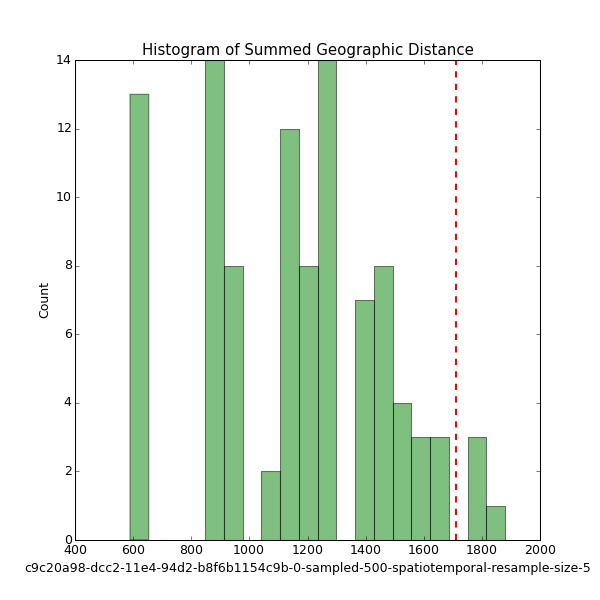 Histogram of Summed Geographic Distance
14
12
10
8
6
4
2
0
Count
400 600 800 1000 1200 1400 1600 1800 2000
c9c20a98-dcc2-11e4-94d2-b8f6b1154c9b-0-sampled-500-spatiotemporal-resample-size-5